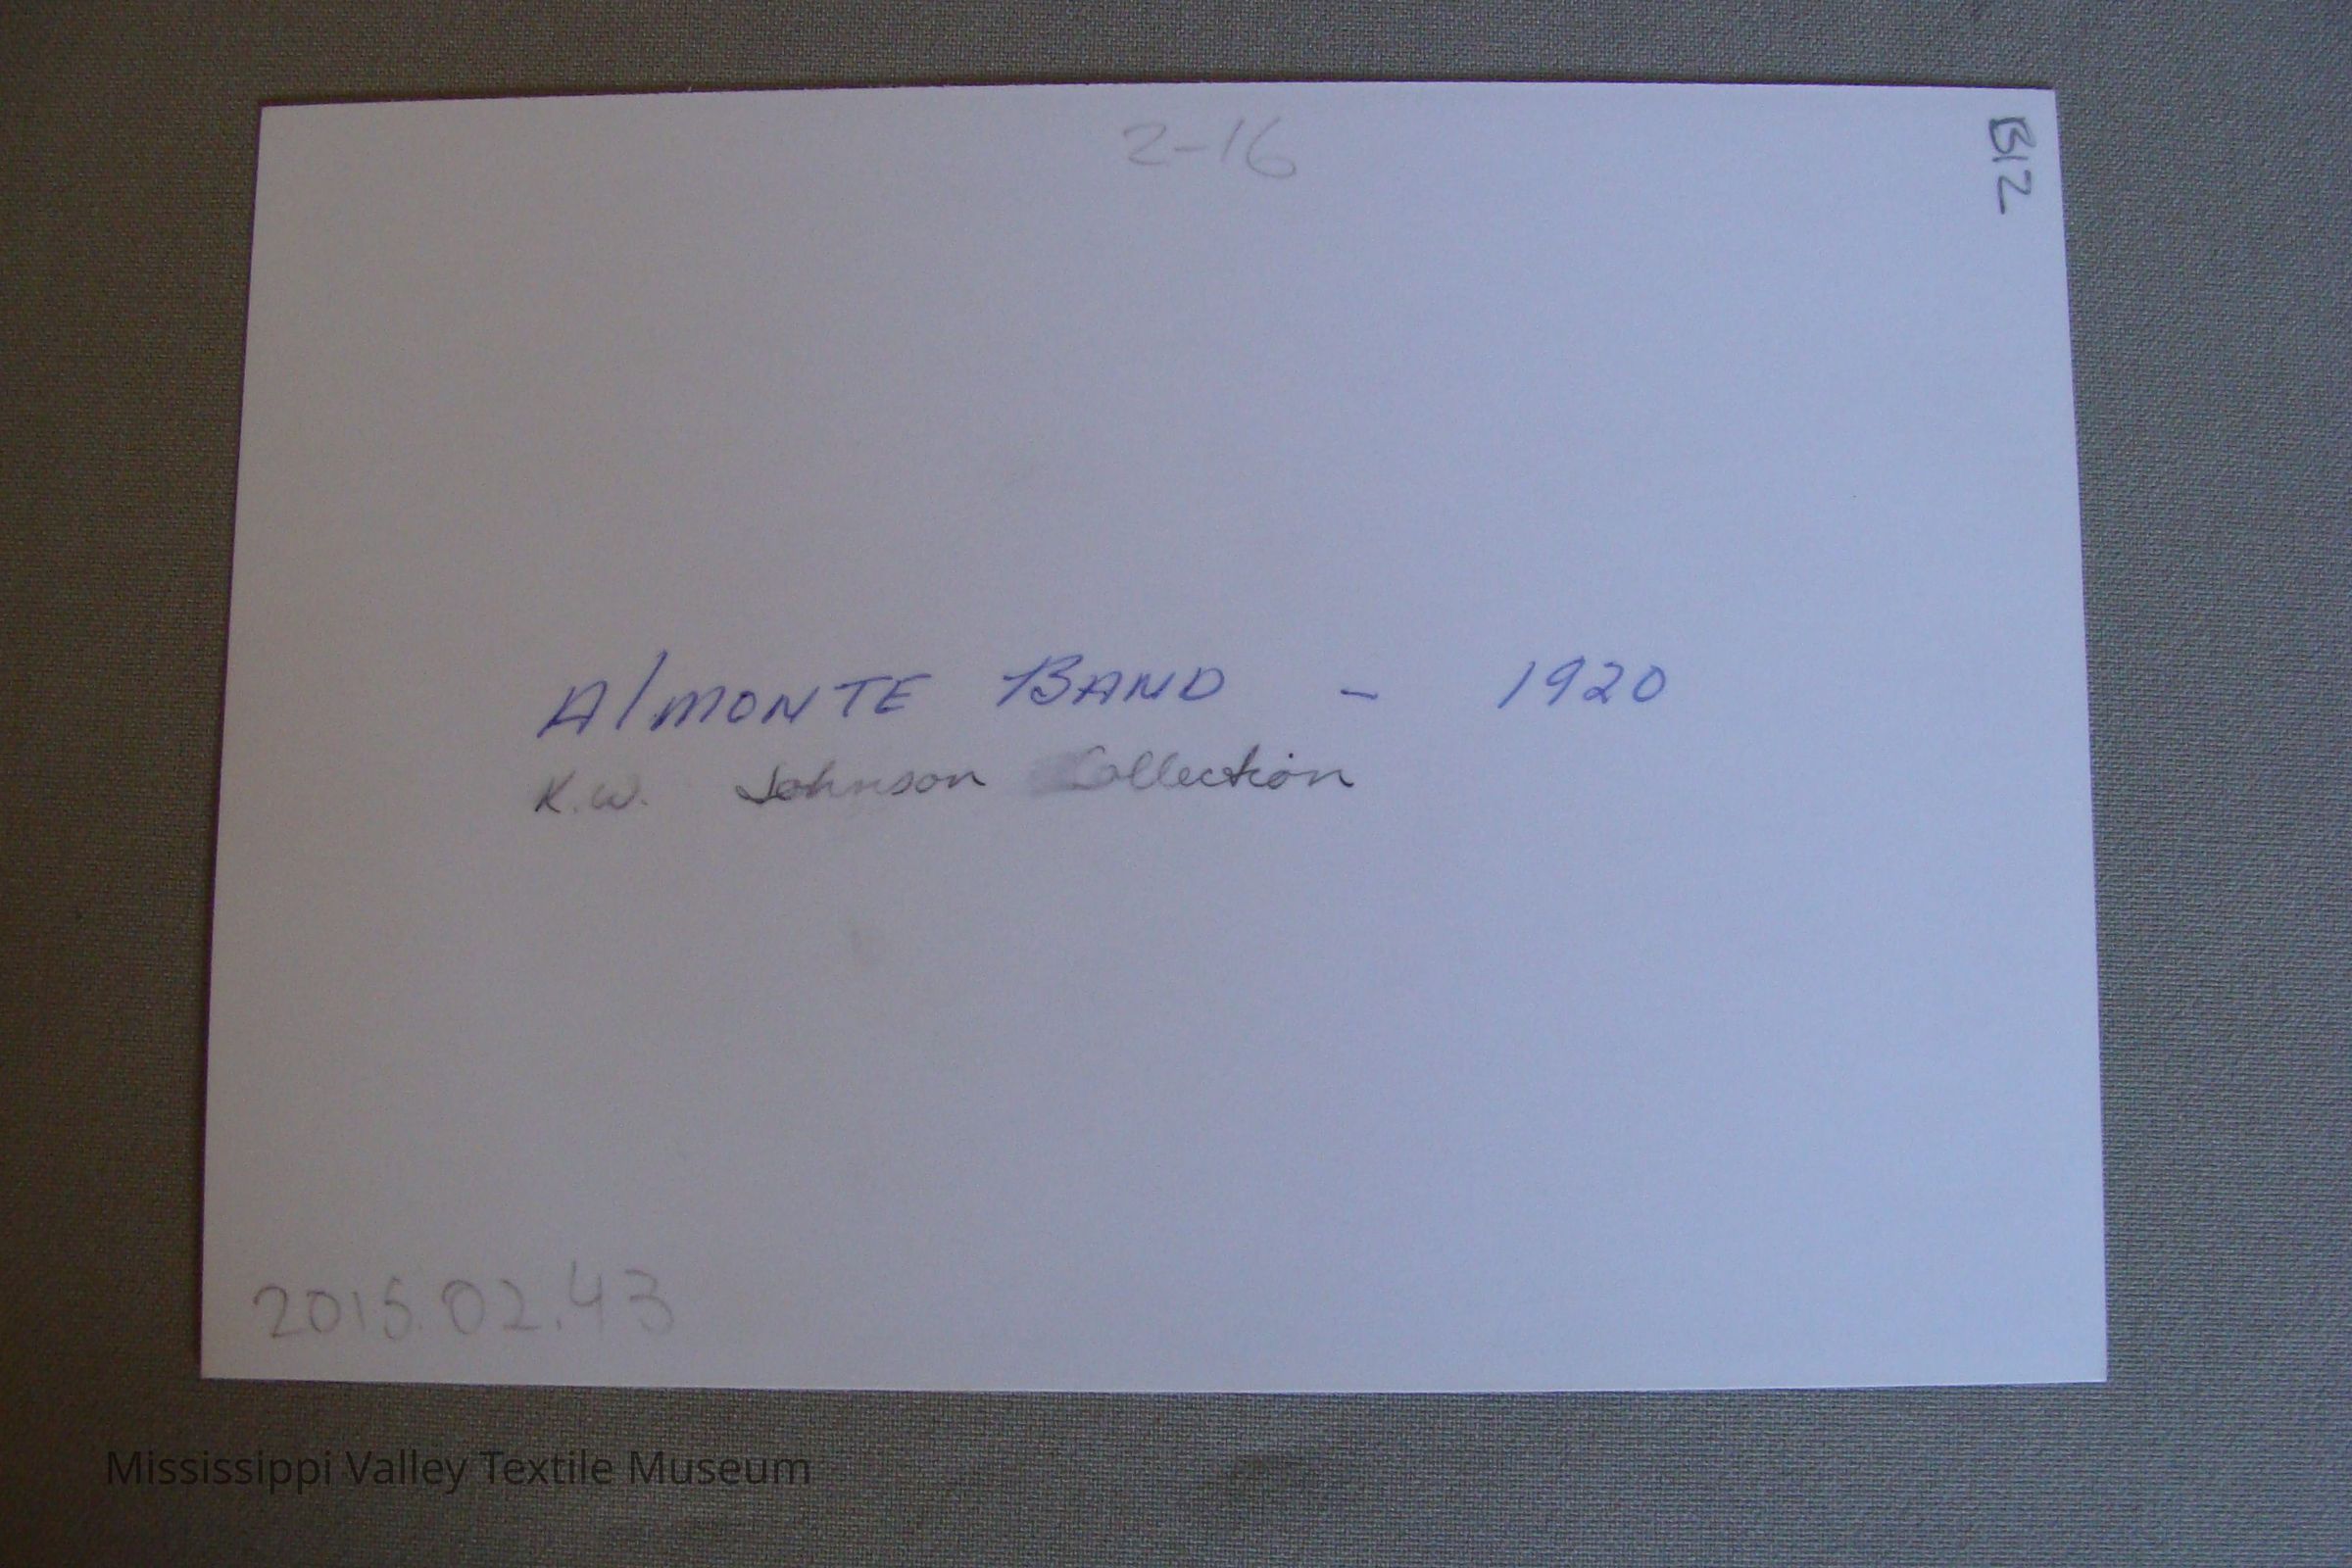 2-16
B12
AlMONTE BAND - 1920
K.W. Johnson Collection
2015.02.43
Mississippi Valley Textile Museum